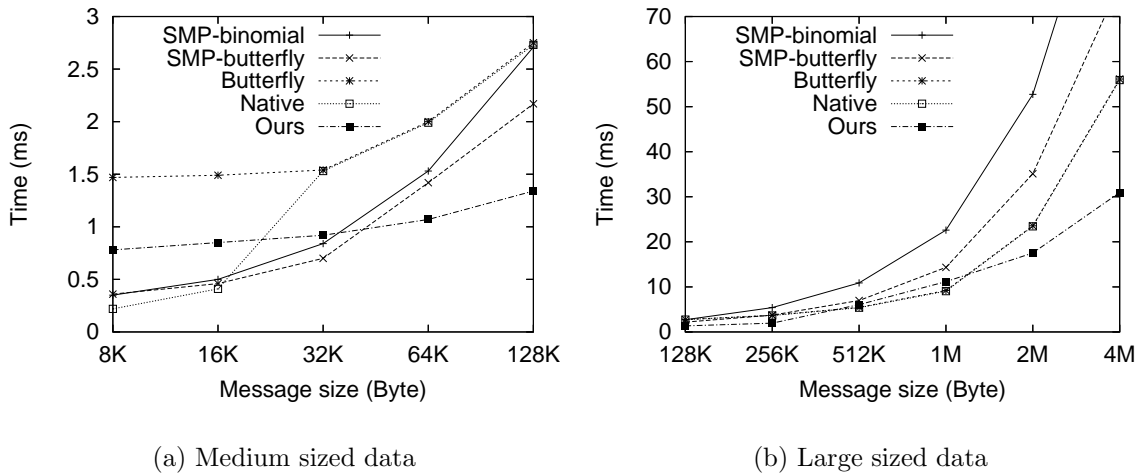 3
2.5
2
1.5
1
0.5
0
Time (ms)
SMP-binomial
SMP-butterfly
Butterfly
Native
Ours
8K 16K 32K 64K 128K
Message size (Byte)
(a) Medium sized data
70
60
50
40
30
20
10
0
Time (ms)
SMP-binomial
SMP-butterfly
Butterfly
Native
Ours
128K 256K 512K 1M 2M 4M
Message size (Byte)
(b) Large sized data